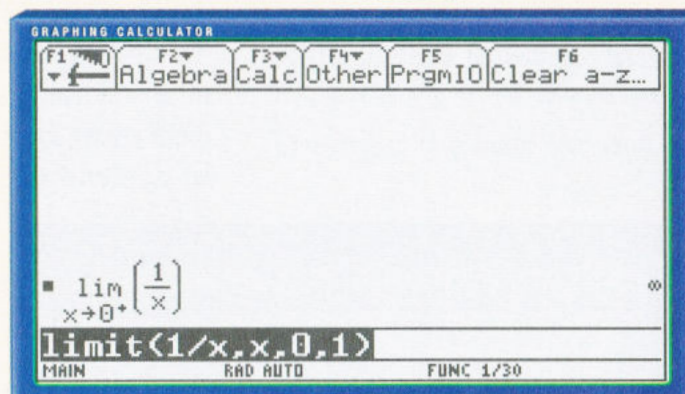 GRAPHING CALCULATOR
F1 F2 F3 F4 F5 F6
Algebra Calc Other PrgmIO Clear a-z…
lim x→0⁺ (1/x) ∞
limit(1/x,x,0,1)
MAIN RAD AUTO FUNC 1/30